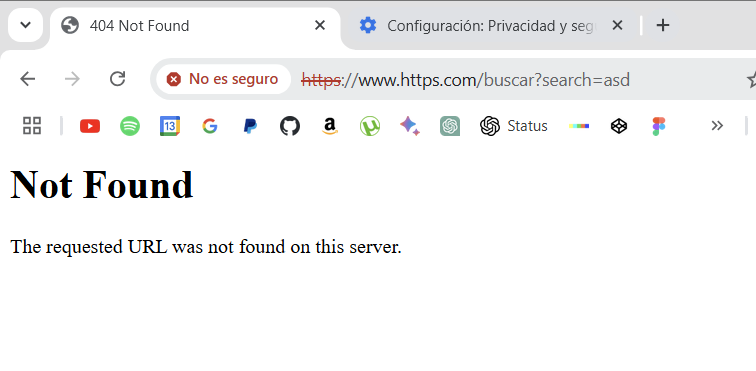 404 Not Found
Configuración: Privacidad y seg
No es seguro
https://www.https.com/buscar?search=asd
13
Status
Not Found
The requested URL was not found on this server.